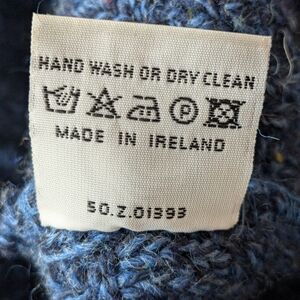 HAND WASH OR DRY CLEAN
P
MADE IN IRELAND
50.Z.01393